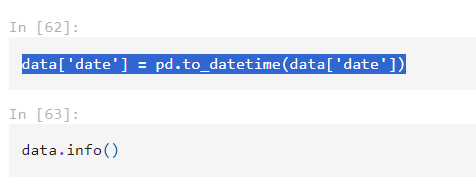 In [62]:
data['date'] = pd.to_datetime(data['date'])
In [63]:
data.info()